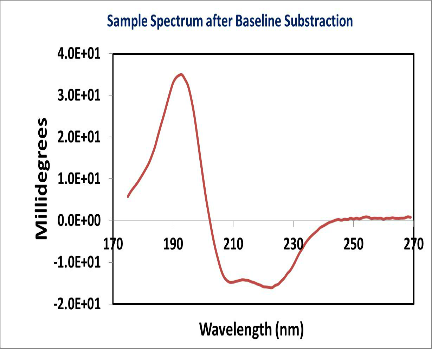 Sample Spectrum after Baseline Substraction
4.0E+01
3.0E+01
2.0E+01
1.0E+01
0.0E+00
-1.0E+01
-2.0E+01
170 190 210 230 250 270
Millidegrees
Wavelength (nm)